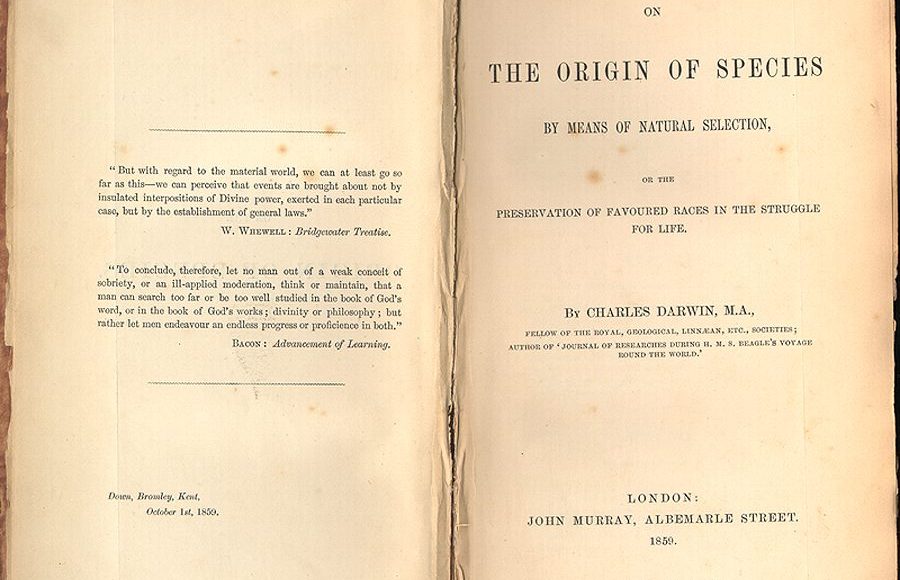 “But with regard to the material world, we can at least go so
far as this—we can perceive that events are brought about not by
insulated interpositions of Divine power, exerted in each particular
case, but by the establishment of general laws.”
W. Whewell: Bridgewater Treatise.
“To conclude, therefore, let no man out of a weak conceit of
sobriety, or an ill-applied moderation, think or maintain, that a
man can search too far or be too well studied in the book of God’s
word, or in the book of God’s works; divinity or philosophy; but
rather let men endeavour an endless progress or proficience in both.”
Bacon: Advancement of Learning.
Down, Bromley, Kent,
October 1st, 1859.
ON
THE ORIGIN OF SPECIES
BY MEANS OF NATURAL SELECTION,
OR THE
PRESERVATION OF FAVOURED RACES IN THE STRUGGLE
FOR LIFE.
By CHARLES DARWIN, M.A.,
FELLOW OF THE ROYAL, GEOLOGICAL, LINNÆAN, ETC., SOCIETIES;
AUTHOR OF ‘JOURNAL OF RESEARCHES DURING H. M. S. BEAGLE’S VOYAGE
ROUND THE WORLD.’
LONDON:
JOHN MURRAY, ALBEMARLE STREET.
1859.